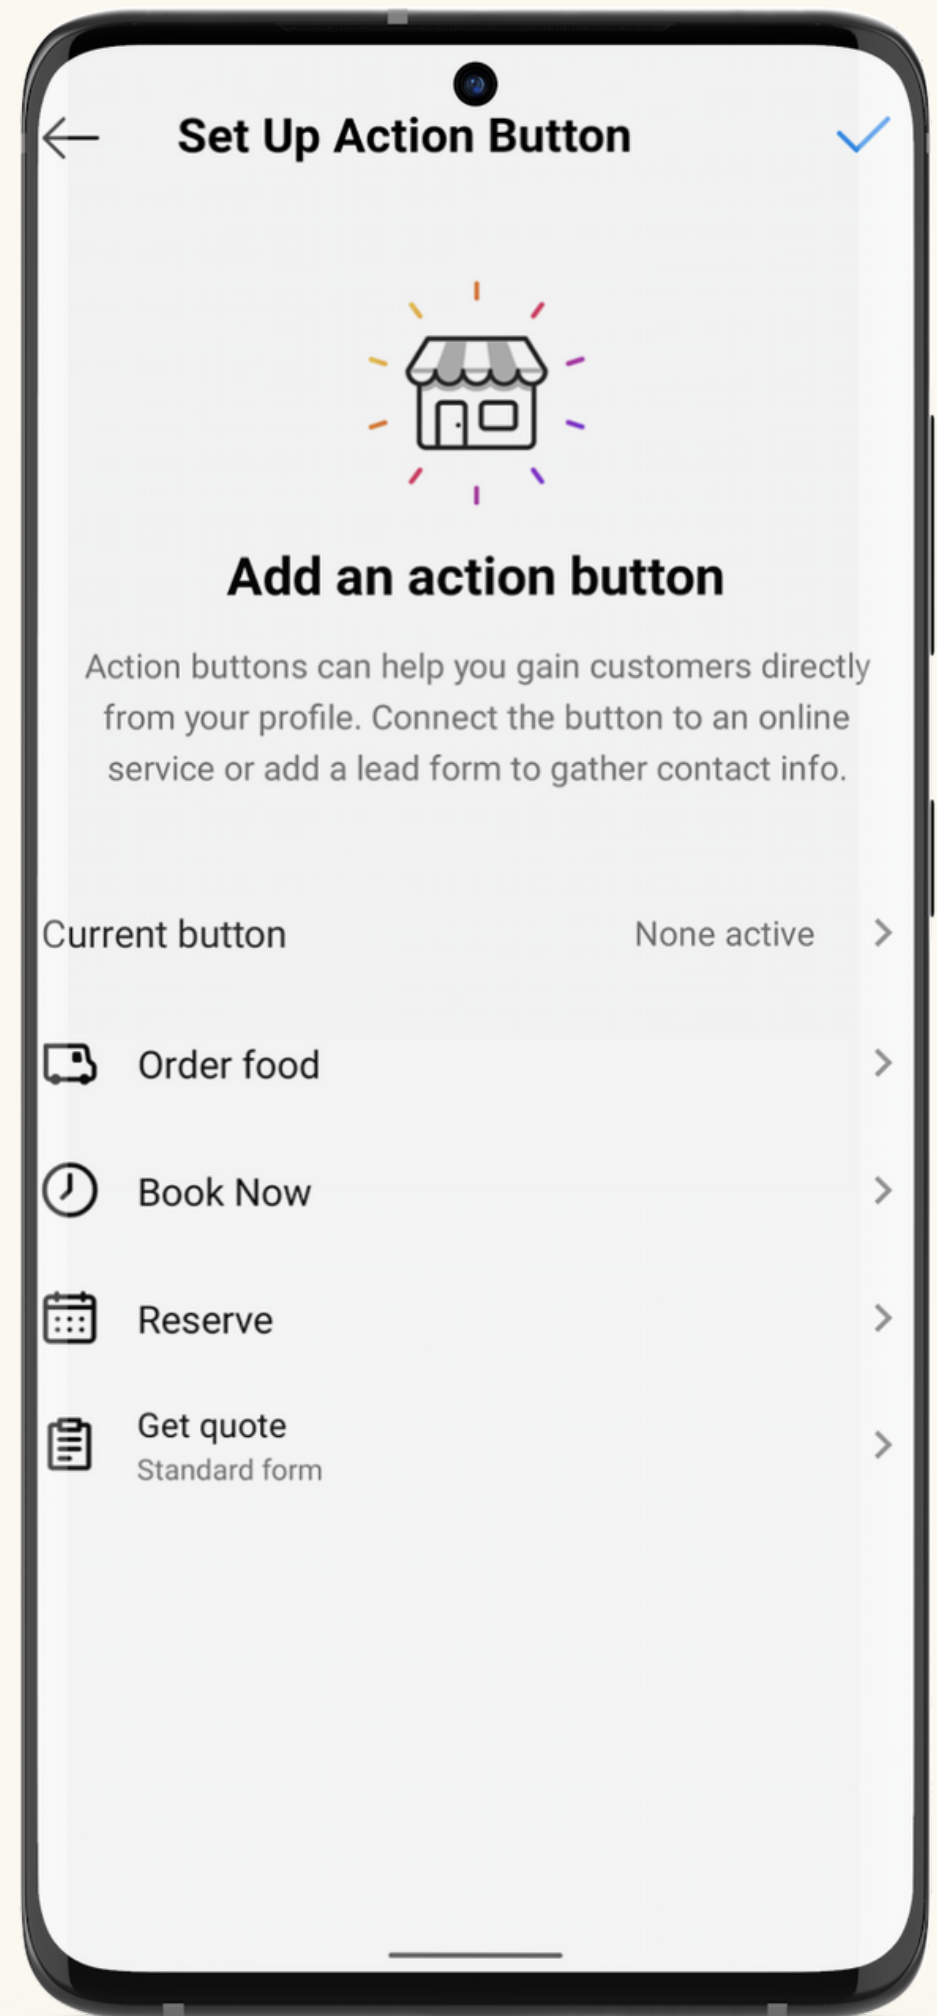 Set Up Action Button
Add an action button
Action buttons can help you gain customers directly
from your profile. Connect the button to an online
service or add a lead form to gather contact info.
Current button None active
Order food
Book Now
Reserve
Get quote
Standard form